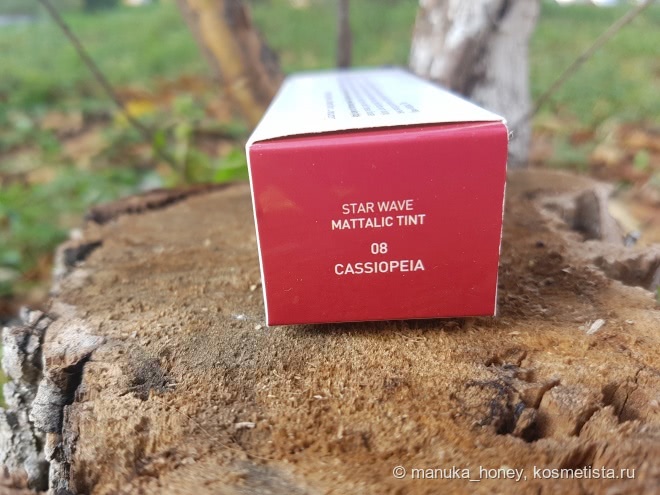 STAR WAVE
MATTALIC TINT
08
CASSIOPEIA
© manuka_honey, kosmetista.ru